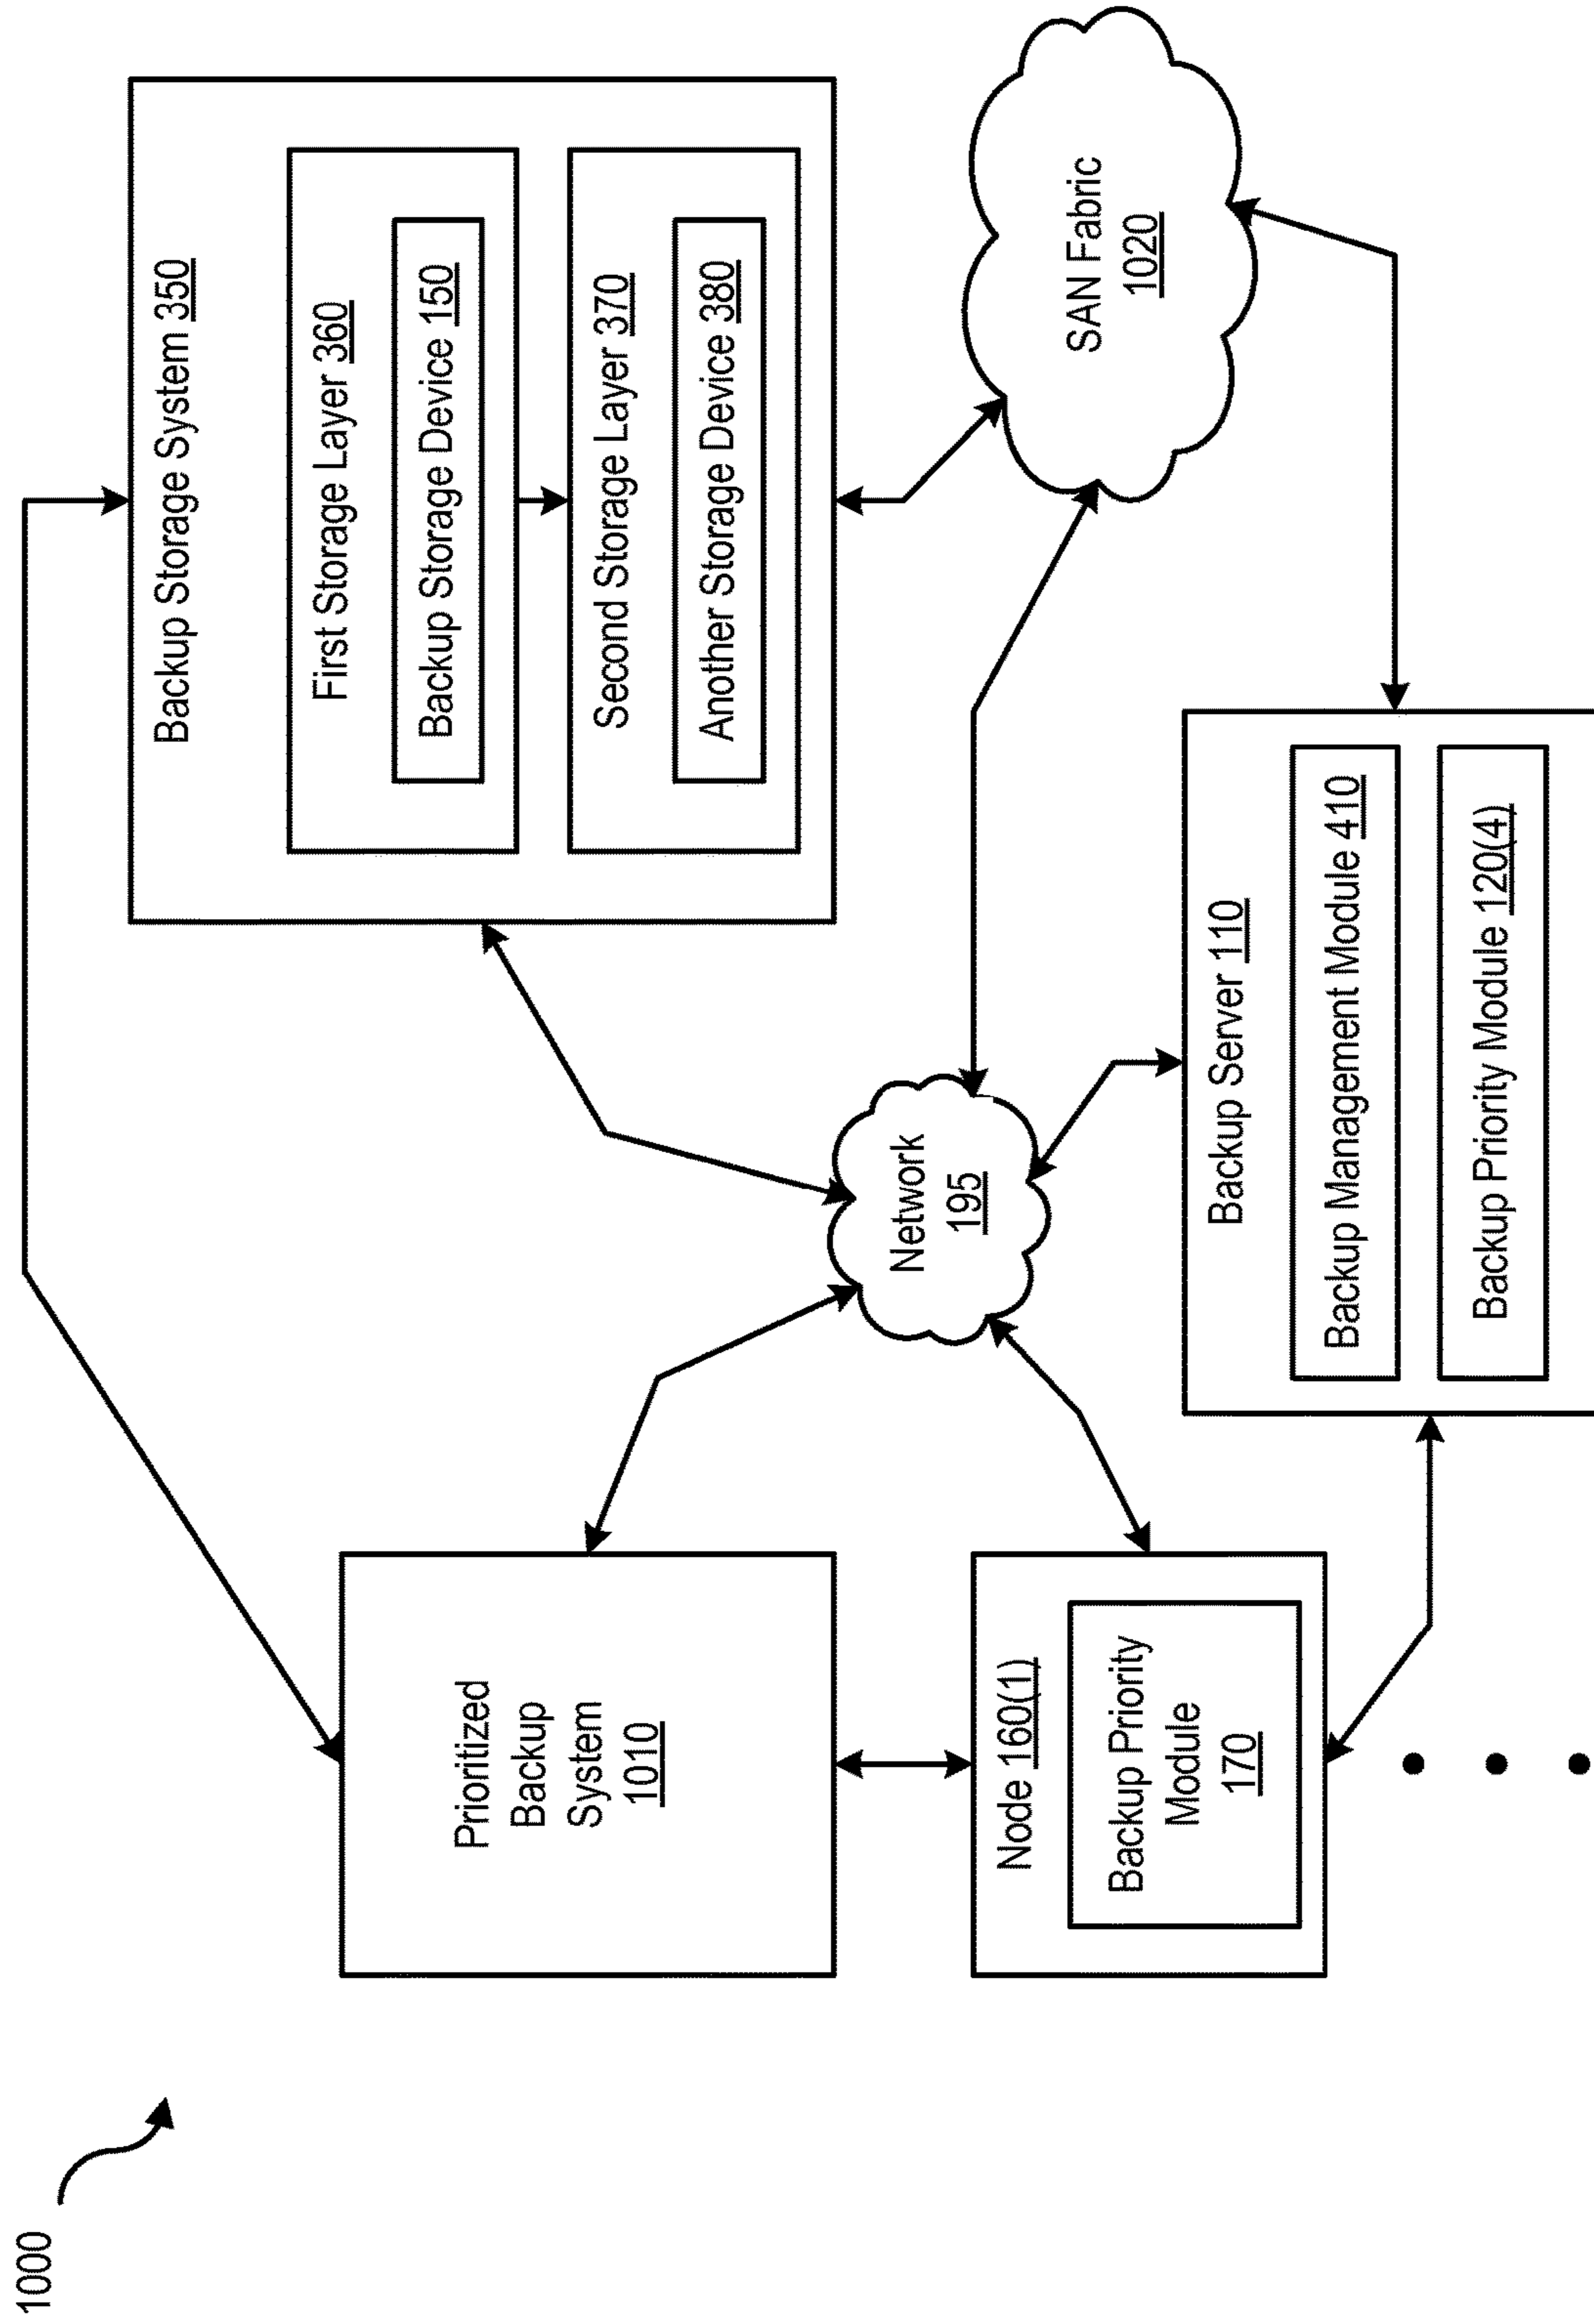 1000
Prioritized
Backup
System
1010
Node 160(1)
Backup Priority
Module
170
Network
195
Backup Storage System 350
First Storage Layer 360
Backup Storage Device 150
Second Storage Layer 370
Another Storage Device 380
SAN Fabric
1020
Backup Server 110
Backup Management Module 410
Backup Priority Module 120(4)